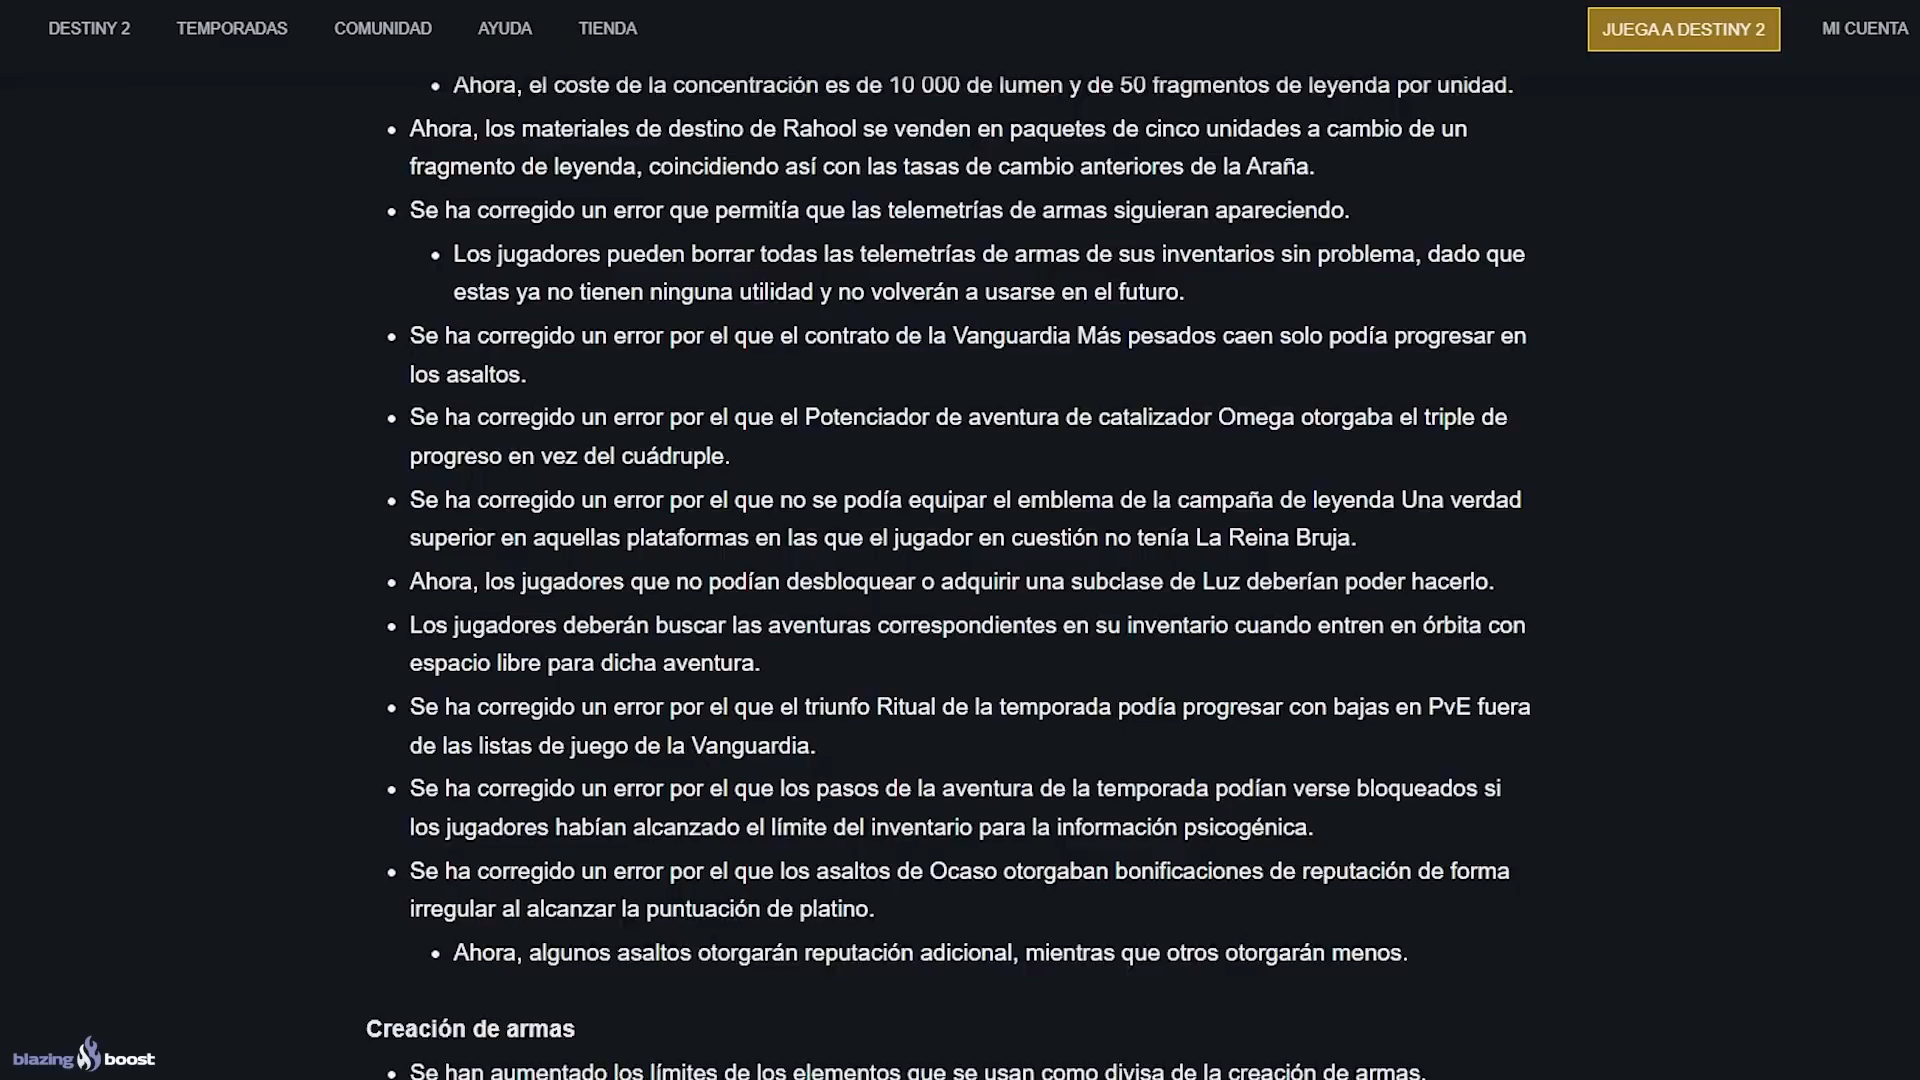 DESTINY 2 TEMPORADAS COMUNIDAD AYUDA TIENDA JUEGA A DESTINY 2 MI CUENTA
• Ahora, el coste de la concentración es de 10 000 de lumen y de 50 fragmentos de leyenda por unidad.
• Ahora, los materiales de destino de Rahool se venden en paquetes de cinco unidades a cambio de un
fragmento de leyenda, coincidiendo así con las tasas de cambio anteriores de la Araña.
• Se ha corregido un error que permitía que las telemetrías de armas siguieran apareciendo.
• Los jugadores pueden borrar todas las telemetrías de armas de sus inventarios sin problema, dado que
estas ya no tienen ninguna utilidad y no volverán a usarse en el futuro.
• Se ha corregido un error por el que el contrato de la Vanguardia Más pesados caen solo podía progresar en
los asaltos.
• Se ha corregido un error por el que el Potenciador de aventura de catalizador Omega otorgaba el triple de
progreso en vez del cuádruple.
• Se ha corregido un error por el que no se podía equipar el emblema de la campaña de leyenda Una verdad
superior en aquellas plataformas en las que el jugador en cuestión no tenía La Reina Bruja.
• Ahora, los jugadores que no podían desbloquear o adquirir una subclase de Luz deberían poder hacerlo.
• Los jugadores deberán buscar las aventuras correspondientes en su inventario cuando entren en órbita con
espacio libre para dicha aventura.
• Se ha corregido un error por el que el triunfo Ritual de la temporada podía progresar con bajas en PvE fuera
de las listas de juego de la Vanguardia.
• Se ha corregido un error por el que los pasos de la aventura de la temporada podían verse bloqueados si
los jugadores habían alcanzado el límite del inventario para la información psicogénica.
• Se ha corregido un error por el que los asaltos de Ocaso otorgaban bonificaciones de reputación de forma
irregular al alcanzar la puntuación de platino.
• Ahora, algunos asaltos otorgarán reputación adicional, mientras que otros otorgarán menos.
Creación de armas
• Se han aumentado los límites de los elementos que se usan como divisa de la creación de armas.
blazing boost